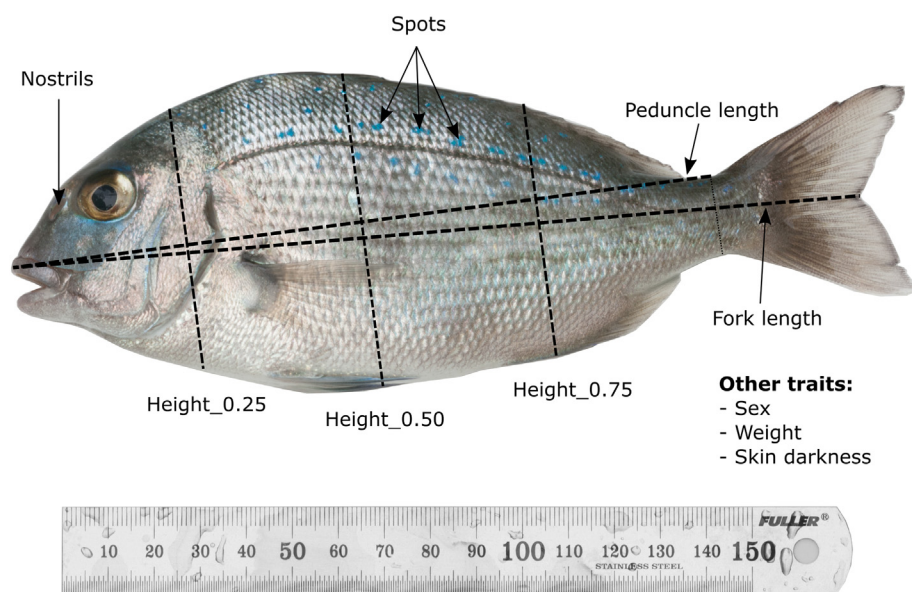 Spots
Nostrils
Peduncle length
Fork length
Height_0.25
Height_0.50
Height_0.75
Other traits:
- Sex
- Weight
- Skin darkness
FULLER®
10 20 30 40 50 60 70 80 90 100 110 120 130 140 150
STAINLESS STEEL